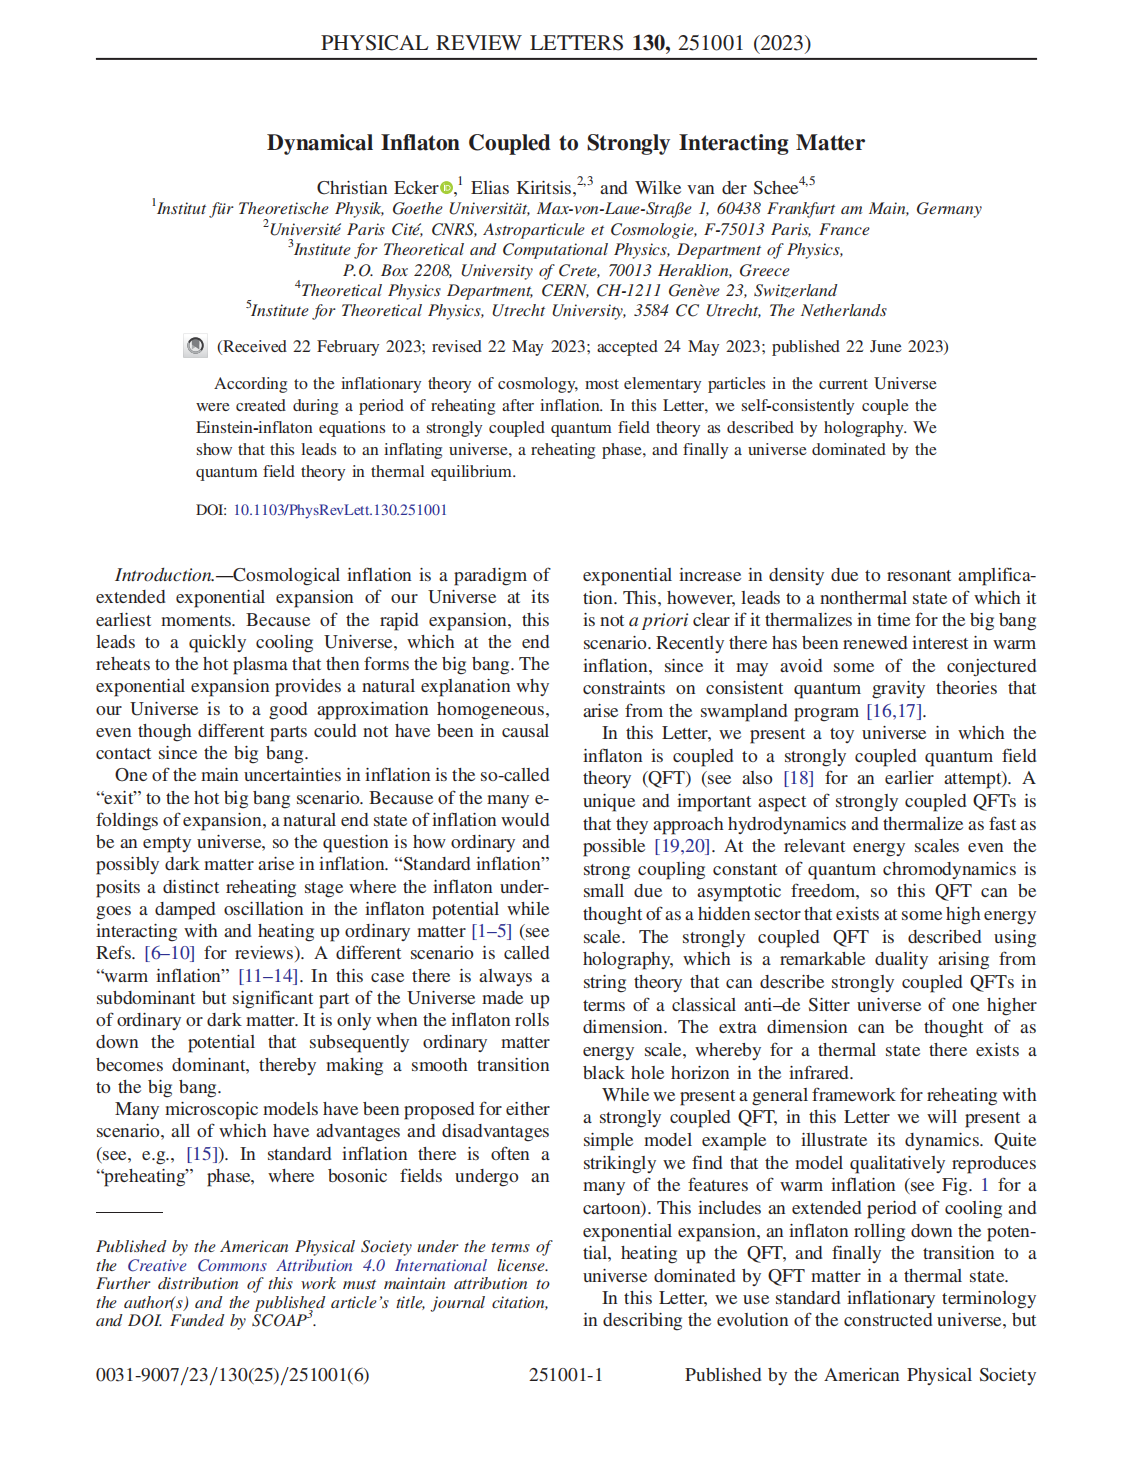 PHYSICAL REVIEW LETTERS 130, 251001 (2023)
Dynamical Inflaton Coupled to Strongly Interacting Matter
Christian Ecker,1 Elias Kiritsis,2,3 and Wilke van der Schee4,5
1Institut für Theoretische Physik, Goethe Universität, Max-von-Laue-Straße 1, 60438 Frankfurt am Main, Germany
2Université Paris Cité, CNRS, Astroparticule et Cosmologie, F-75013 Paris, France
3Institute for Theoretical and Computational Physics, Department of Physics,
P.O. Box 2208, University of Crete, 70013 Heraklion, Greece
4Theoretical Physics Department, CERN, CH-1211 Genève 23, Switzerland
5Institute for Theoretical Physics, Utrecht University, 3584 CC Utrecht, The Netherlands
(Received 22 February 2023; revised 22 May 2023; accepted 24 May 2023; published 22 June 2023)
According to the inflationary theory of cosmology, most elementary particles in the current Universe
were created during a period of reheating after inflation. In this Letter, we self-consistently couple the
Einstein-inflaton equations to a strongly coupled quantum field theory as described by holography. We
show that this leads to an inflating universe, a reheating phase, and finally a universe dominated by the
quantum field theory in thermal equilibrium.
DOI: 10.1103/PhysRevLett.130.251001
Introduction.—Cosmological inflation is a paradigm of
extended exponential expansion of our Universe at its
earliest moments. Because of the rapid expansion, this
leads to a quickly cooling Universe, which at the end
reheats to the hot plasma that then forms the big bang. The
exponential expansion provides a natural explanation why
our Universe is to a good approximation homogeneous,
even though different parts could not have been in causal
contact since the big bang.
One of the main uncertainties in inflation is the so-called
“exit” to the hot big bang scenario. Because of the many e-
foldings of expansion, a natural end state of inflation would
be an empty universe, so the question is how ordinary and
possibly dark matter arise in inflation. “Standard inflation”
posits a distinct reheating stage where the inflaton under-
goes a damped oscillation in the inflaton potential while
interacting with and heating up ordinary matter [1–5] (see
Refs. [6–10] for reviews). A different scenario is called
“warm inflation” [11–14]. In this case there is always a
subdominant but significant part of the Universe made up
of ordinary or dark matter. It is only when the inflaton rolls
down the potential that subsequently ordinary matter
becomes dominant, thereby making a smooth transition
to the big bang.
Many microscopic models have been proposed for either
scenario, all of which have advantages and disadvantages
(see, e.g., [15]). In standard inflation there is often a
“preheating” phase, where bosonic fields undergo an
Published by the American Physical Society under the terms of
the Creative Commons Attribution 4.0 International license.
Further distribution of this work must maintain attribution to
the author(s) and the published article’s title, journal citation,
and DOI. Funded by SCOAP3.
exponential increase in density due to resonant amplifica-
tion. This, however, leads to a nonthermal state of which it
is not a priori clear if it thermalizes in time for the big bang
scenario. Recently there has been renewed interest in warm
inflation, since it may avoid some of the conjectured
constraints on consistent quantum gravity theories that
arise from the swampland program [16,17].
In this Letter, we present a toy universe in which the
inflaton is coupled to a strongly coupled quantum field
theory (QFT) (see also [18] for an earlier attempt). A
unique and important aspect of strongly coupled QFTs is
that they approach hydrodynamics and thermalize as fast as
possible [19,20]. At the relevant energy scales even the
strong coupling constant of quantum chromodynamics is
small due to asymptotic freedom, so this QFT can be
thought of as a hidden sector that exists at some high energy
scale. The strongly coupled QFT is described using
holography, which is a remarkable duality arising from
string theory that can describe strongly coupled QFTs in
terms of a classical anti–de Sitter universe of one higher
dimension. The extra dimension can be thought of as
energy scale, whereby for a thermal state there exists a
black hole horizon in the infrared.
While we present a general framework for reheating with
a strongly coupled QFT, in this Letter we will present a
simple model example to illustrate its dynamics. Quite
strikingly we find that the model qualitatively reproduces
many of the features of warm inflation (see Fig. 1 for a
cartoon). This includes an extended period of cooling and
exponential expansion, an inflaton rolling down the poten-
tial, heating up the QFT, and finally the transition to a
universe dominated by QFT matter in a thermal state.
In this Letter, we use standard inflationary terminology
in describing the evolution of the constructed universe, but
0031-9007/23/130(25)/251001(6)
251001-1
Published by the American Physical Society